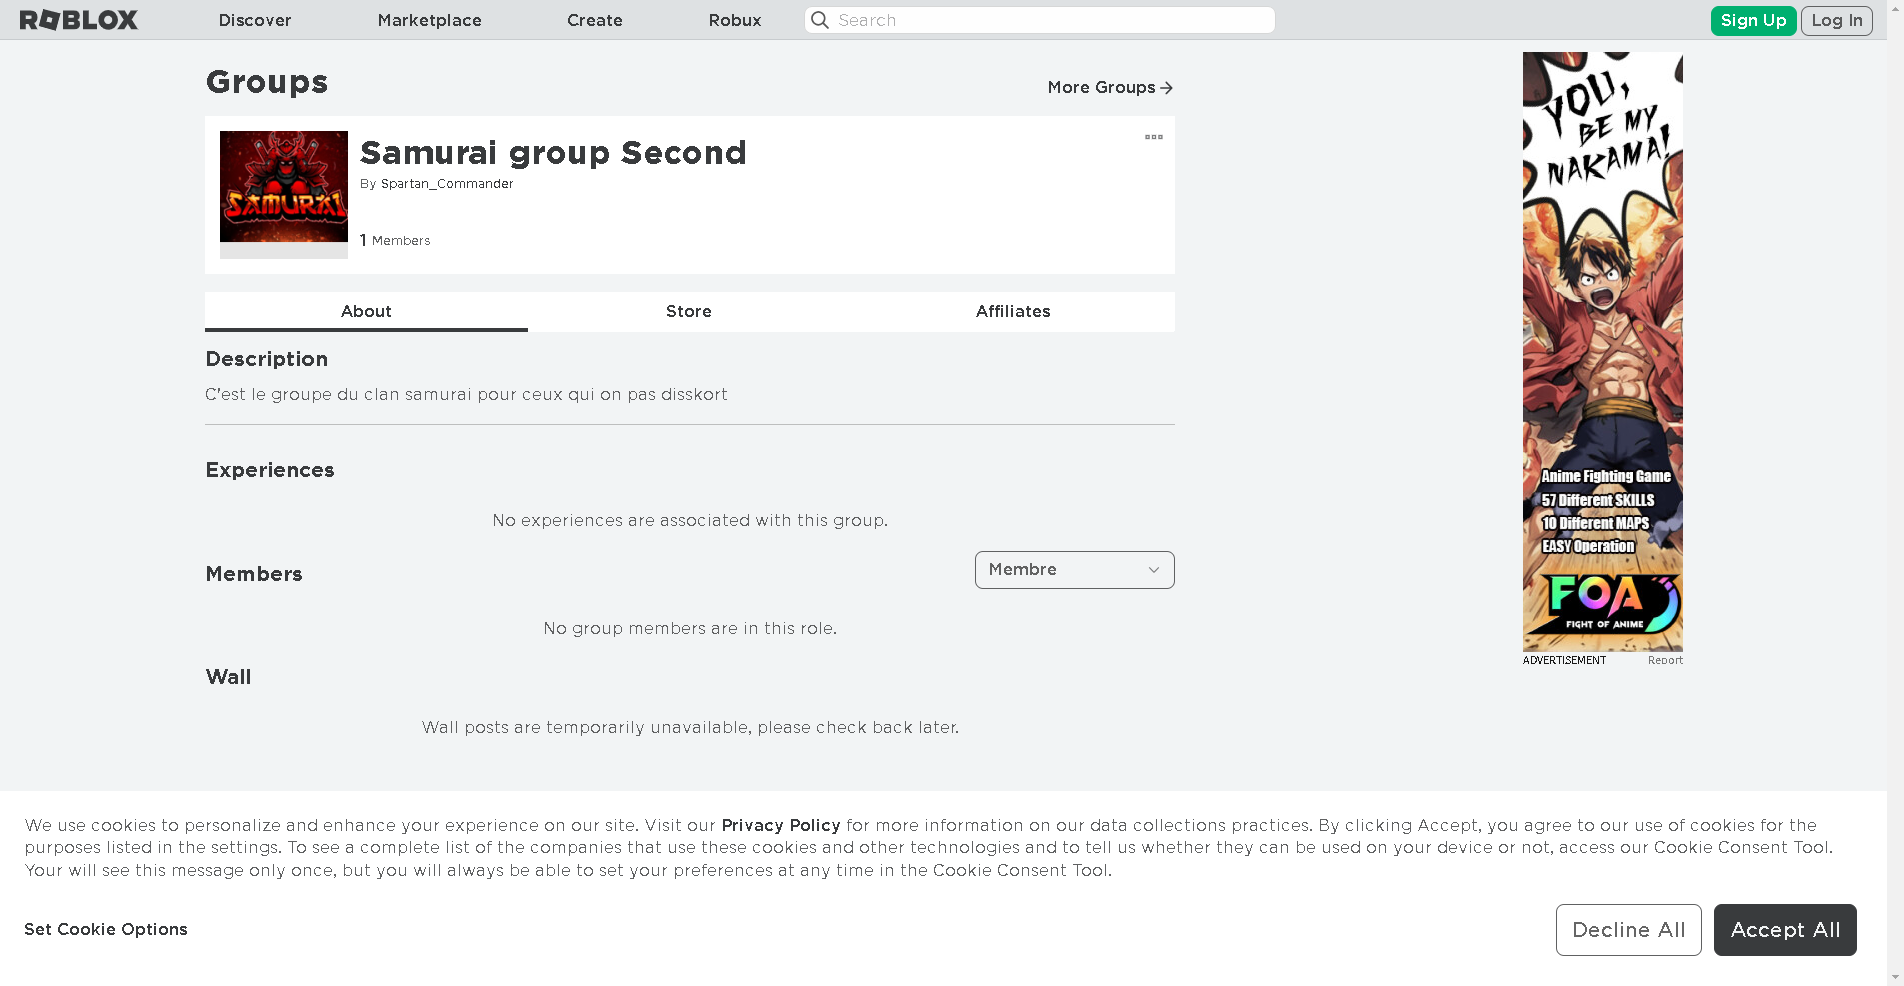 ROBLOX
Discover
Marketplace
Create
Robux
Search
Sign Up
Log In
Groups
More Groups
SAMURAI
Samurai group Second
By Spartan_Commander
1 Members
About
Store
Affiliates
Description
C'est le groupe du clan samurai pour ceux qui on pas disskort
Experiences
No experiences are associated with this group.
Members
Membre
No group members are in this role.
Wall
Wall posts are temporarily unavailable, please check back later.
YOU,
BE MY
NAKAMA!
Anime Fighting Game
57 Different SKILLS
10 Different MAPS
EASY Operation
FOA
FIGHT OF ANIME
ADVERTISEMENT
Report
We use cookies to personalize and enhance your experience on our site. Visit our Privacy Policy for more information on our data collections practices. By clicking Accept, you agree to our use of cookies for the
purposes listed in the settings. To see a complete list of the companies that use these cookies and other technologies and to tell us whether they can be used on your device or not, access our Cookie Consent Tool.
Your will see this message only once, but you will always be able to set your preferences at any time in the Cookie Consent Tool.
Set Cookie Options
Decline All
Accept All